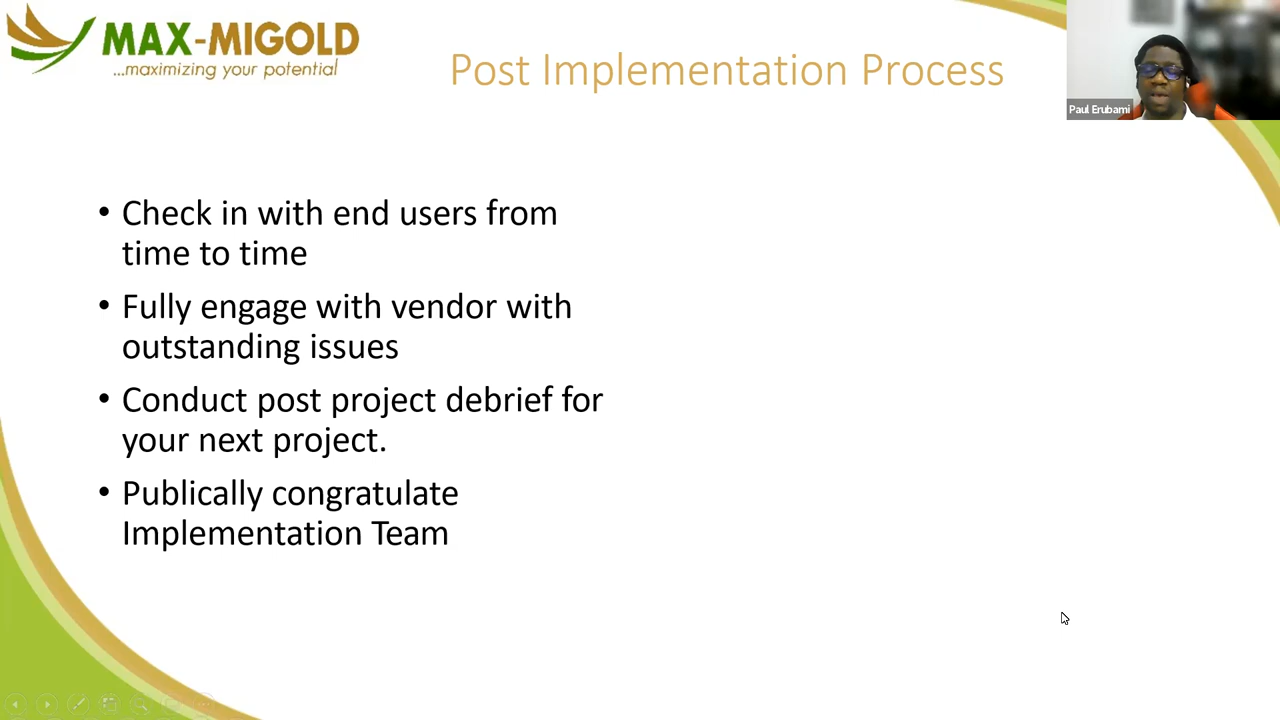 MAX-MIGOLD
...maximizing your potential
Post Implementation Process
Paul Erubami
• Check in with end users from
time to time
• Fully engage with vendor with
outstanding issues
• Conduct post project debrief for
your next project.
• Publically congratulate
Implementation Team